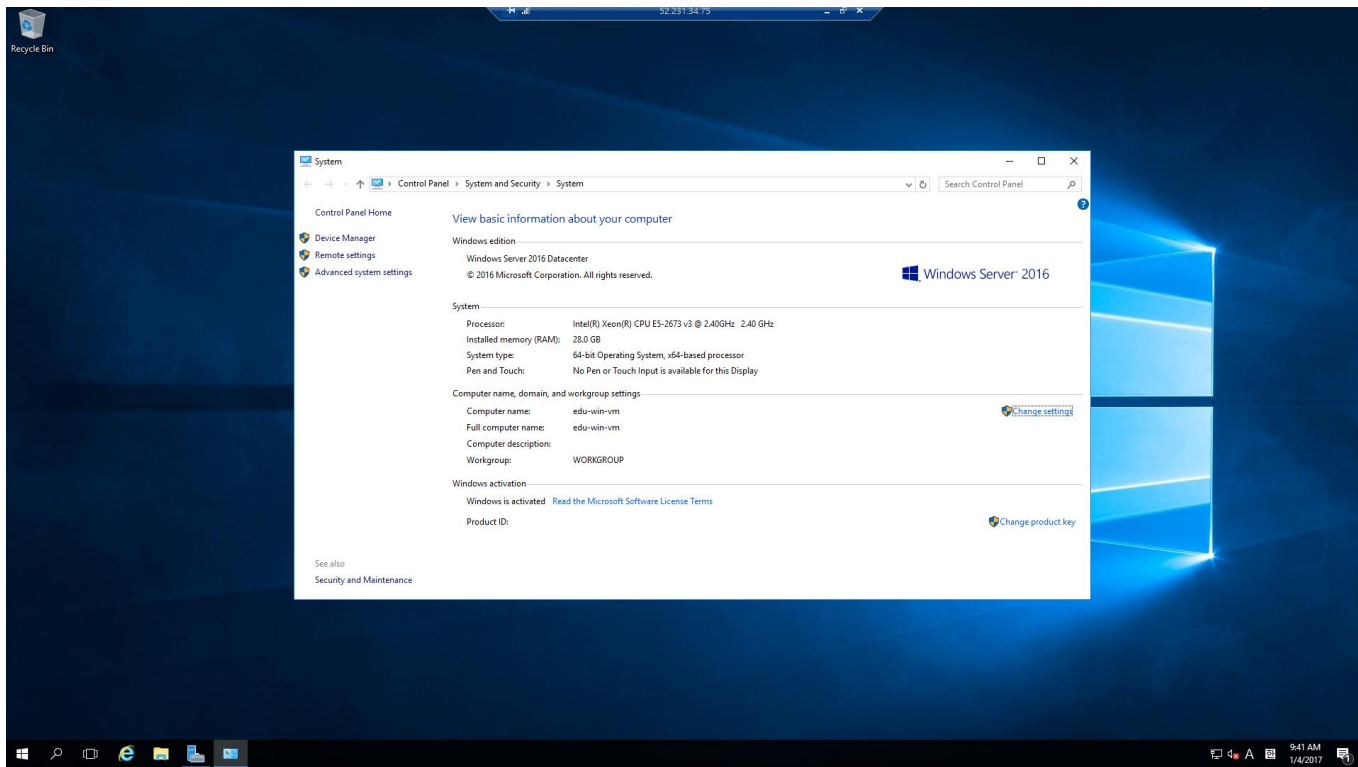 52.231.34.75
Recycle Bin
System
Control Panel > System and Security > System
Search Control Panel
Control Panel Home
Device Manager
Remote settings
Advanced system settings
View basic information about your computer
Windows edition
Windows Server 2016 Datacenter
© 2016 Microsoft Corporation. All rights reserved.
Windows Server® 2016
System
Processor: Intel(R) Xeon(R) CPU E5-2673 v3 @ 2.40GHz 2.40 GHz
Installed memory (RAM): 28.0 GB
System type: 64-bit Operating System, x64-based processor
Pen and Touch: No Pen or Touch Input is available for this Display
Computer name, domain, and workgroup settings
Computer name: edu-win-vm
Change settings
Full computer name: edu-win-vm
Computer description:
Workgroup: WORKGROUP
Windows activation
Windows is activated Read the Microsoft Software License Terms
Product ID:
Change product key
See also
Security and Maintenance
A
9:41 AM
1/4/2017